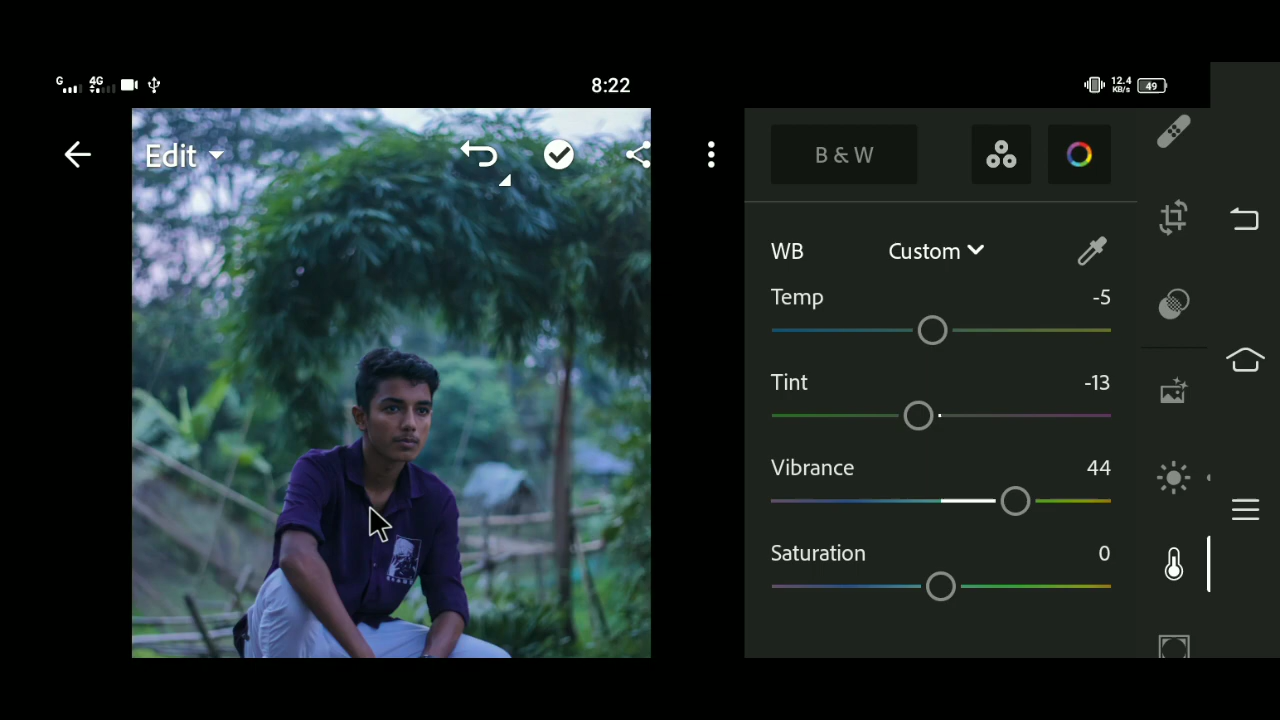 G 4G 8:22 12.4 KB/s 49
Edit
B & W
WB Custom
Temp -5
Tint -13
Vibrance 44
Saturation 0